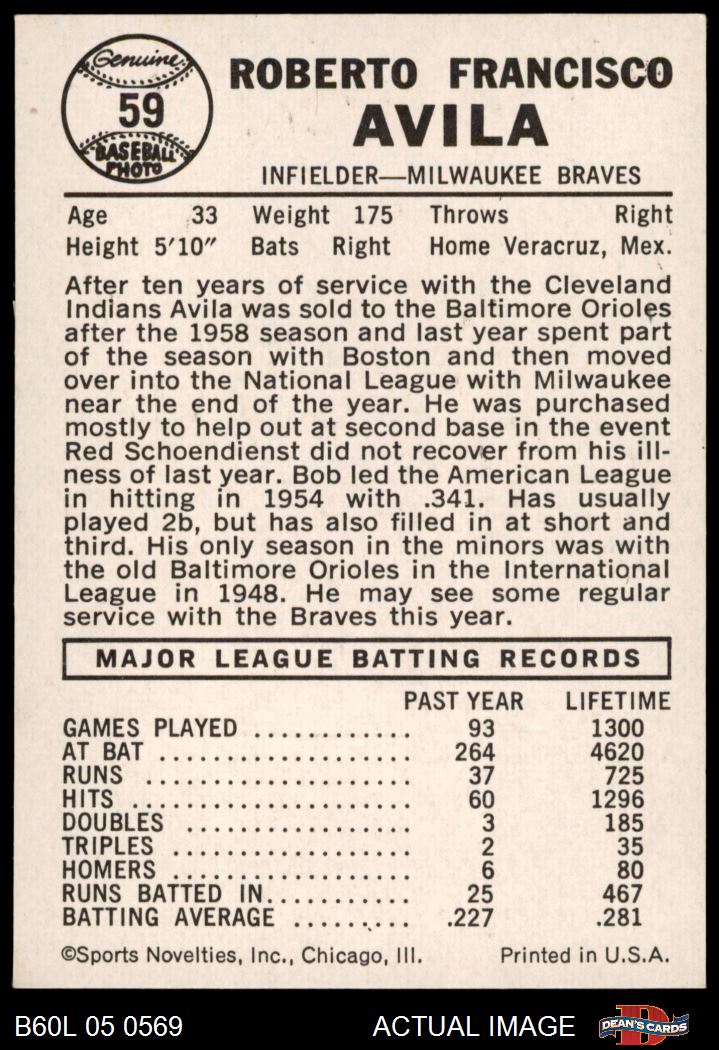 Genuine
59
BASEBALL
PHOTO
ROBERTO FRANCISCO
AVILA
INFIELDER—MILWAUKEE BRAVES
Age 33 Weight 175 Throws Right
Height 5'10" Bats Right Home Veracruz, Mex.
After ten years of service with the Cleveland
Indians Avila was sold to the Baltimore Orioles
after the 1958 season and last year spent part
of the season with Boston and then moved
over into the National League with Milwaukee
near the end of the year. He was purchased
mostly to help out at second base in the event
Red Schoendienst did not recover from his ill-
ness of last year. Bob led the American League
in hitting in 1954 with .341. Has usually
played 2b, but has also filled in at short and
third. His only season in the minors was with
the old Baltimore Orioles in the International
League in 1948. He may see some regular
service with the Braves this year.
MAJOR LEAGUE BATTING RECORDS
PAST YEAR LIFETIME
GAMES PLAYED ............ 93 1300
AT BAT ..................... 264 4620
RUNS ...................... 37 725
HITS ....................... 60 1296
DOUBLES .................. 3 185
TRIPLES ................... 2 35
HOMERS ................... 6 80
RUNS BATTED IN........... 25 467
BATTING AVERAGE ......... .227 .281
©Sports Novelties, Inc., Chicago, Ill. Printed in U.S.A.
B60L 05 0569 ACTUAL IMAGE DEAN'S CARDS